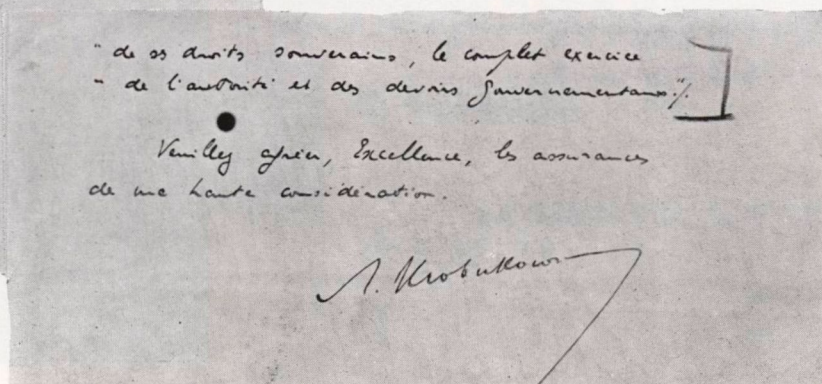 " de ses droits souverains, le complet exercice
" de l'autorité et des devoirs gouvernementaux"./.
Veuillez agréer, Excellence, les assurances
de ma haute considération.
A. Klobukowski